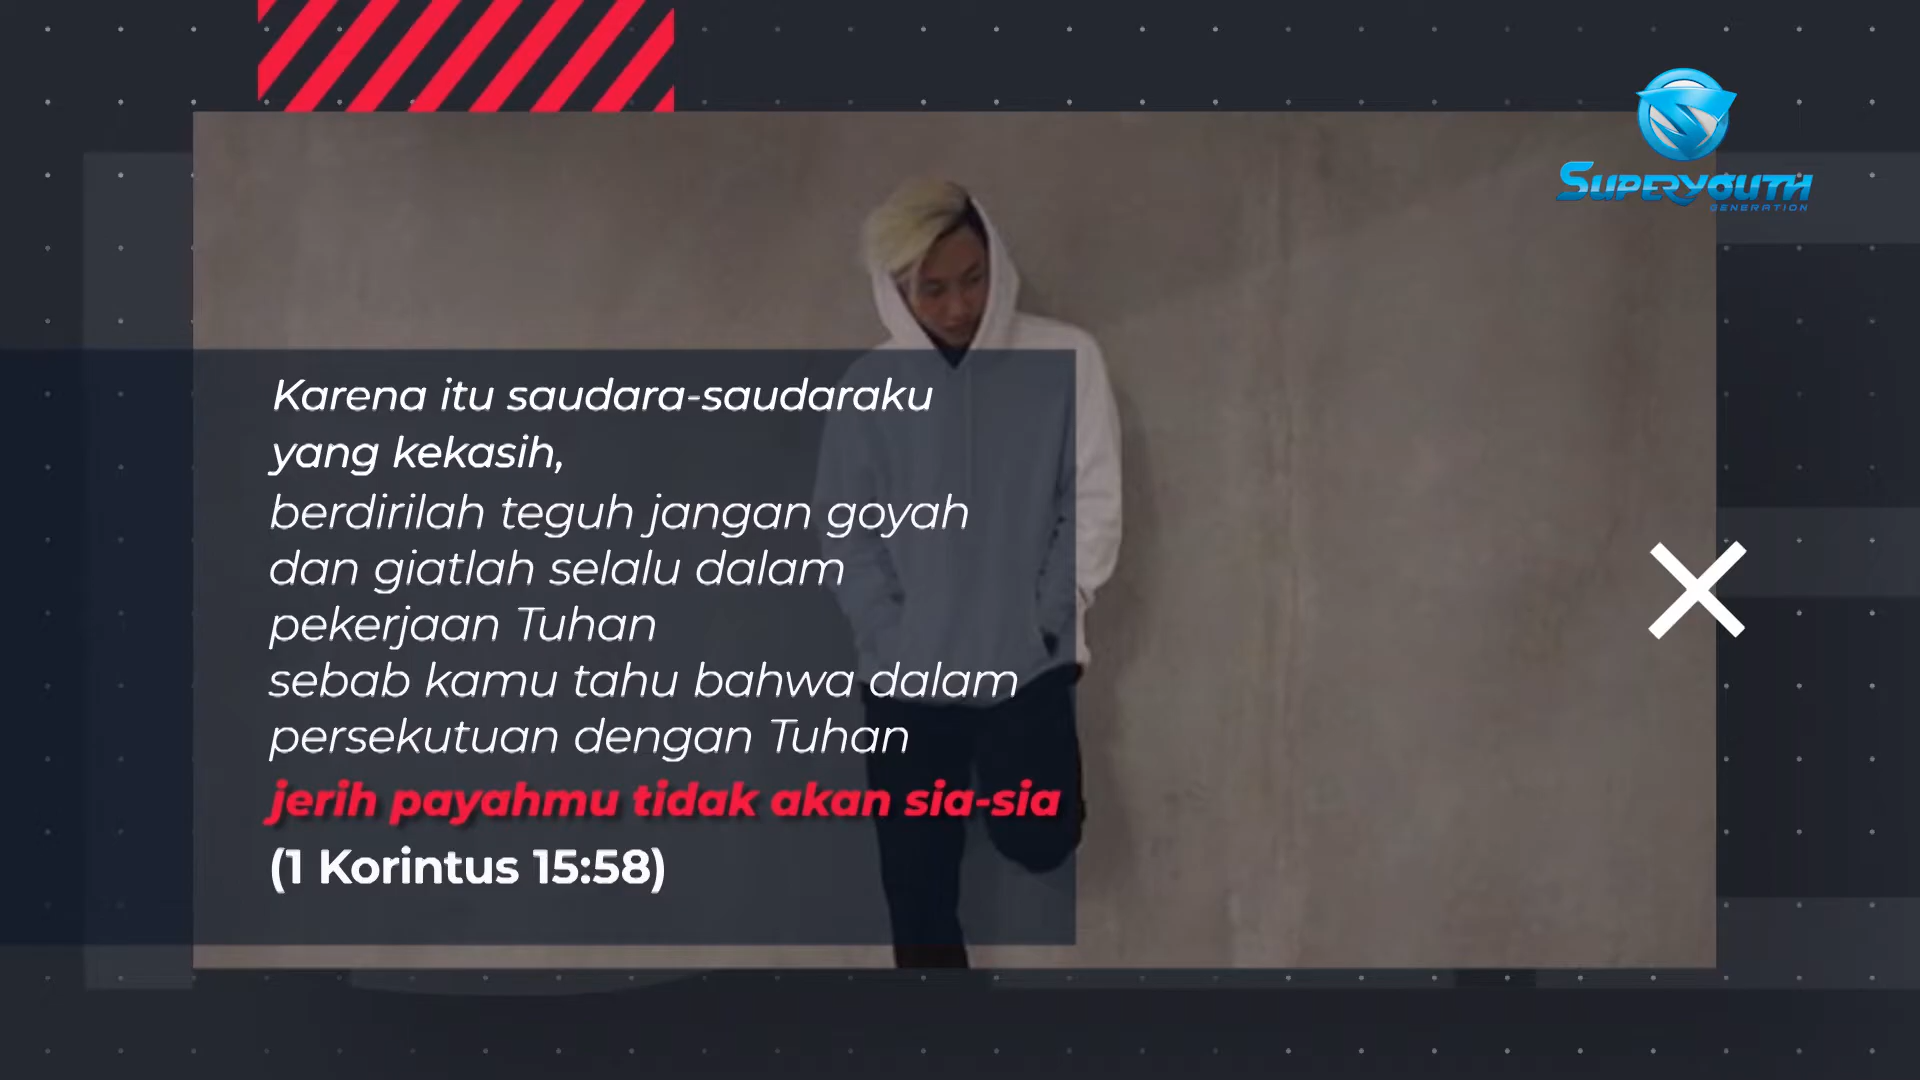 SUPERYOUTH
GENERATION
Karena itu saudara-saudaraku
yang kekasih,
berdirilah teguh jangan goyah
dan giatlah selalu dalam
pekerjaan Tuhan
sebab kamu tahu bahwa dalam
persekutuan dengan Tuhan
jerih payahmu tidak akan sia-sia
(1 Korintus 15:58)